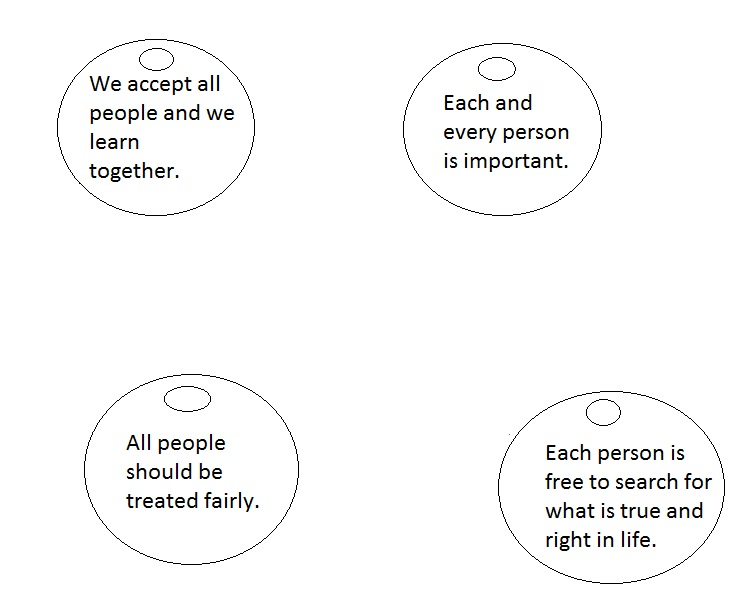 We accept all
people and we
learn
together.
Each and
every person
is important.
All people
should be
treated fairly.
Each person is
free to search for
what is true and
right in life.